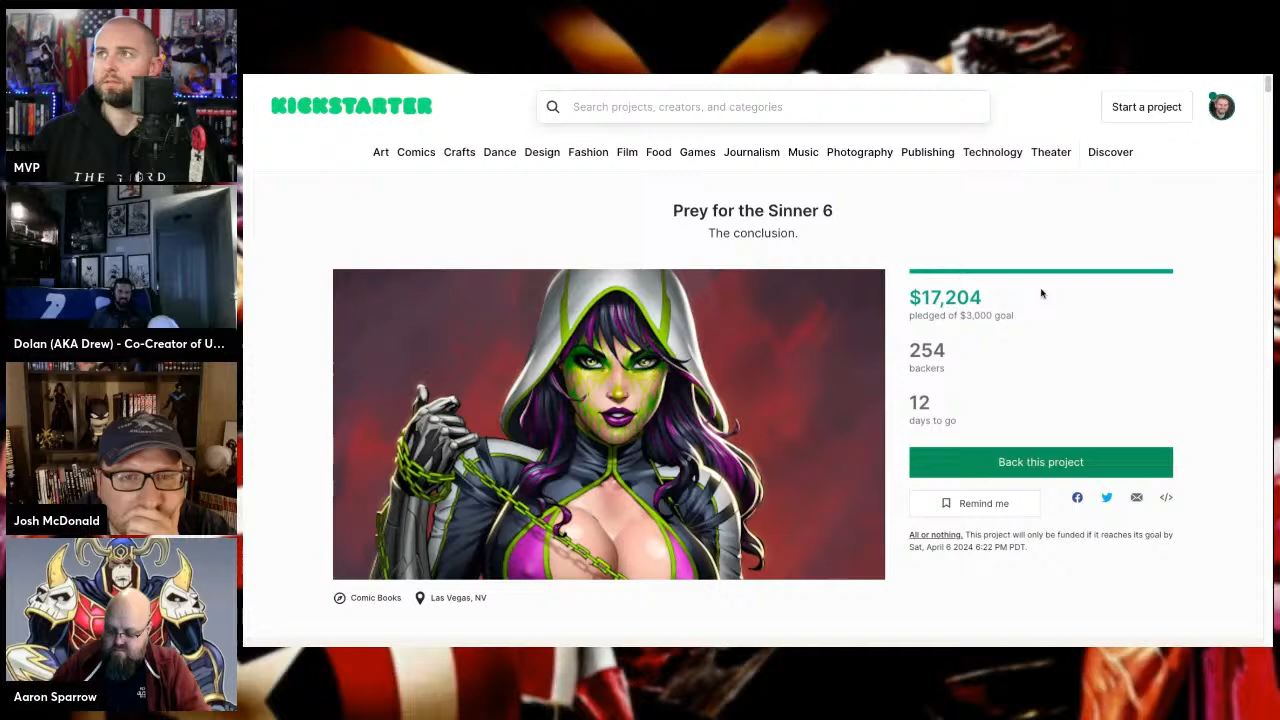 MVP
THE THIRD
Dolan (AKA Drew) - Co-Creator of U...
Josh McDonald
Aaron Sparrow
KICKSTARTER
Search projects, creators, and categories
Start a project
Art Comics Crafts Dance Design Fashion Film Food Games Journalism Music Photography Publishing Technology Theater Discover
Prey for the Sinner 6
The conclusion.
$17,204
pledged of $3,000 goal
254
backers
12
days to go
Back this project
Remind me
All or nothing. This project will only be funded if it reaches its goal by
Sat, April 6 2024 6:22 PM PDT.
Comic Books Las Vegas, NV